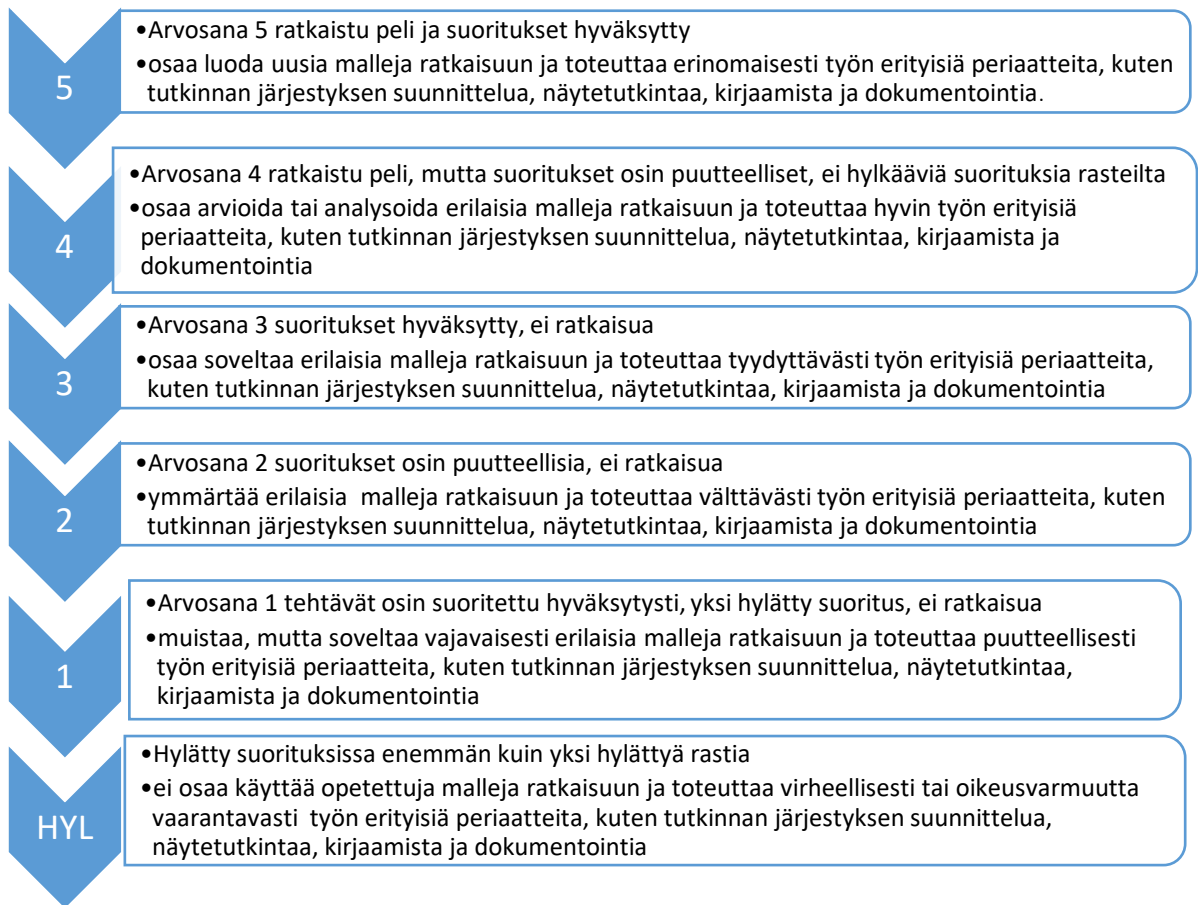 5
•Arvosana 5 ratkaistu peli ja suoritukset hyväksytty
•osaa luoda uusia malleja ratkaisuun ja toteuttaa erinomaisesti työn erityisiä periaatteita, kuten
tutkinnan järjestyksen suunnittelua, näytetutkintaa, kirjaamista ja dokumentointia.
4
•Arvosana 4 ratkaistu peli, mutta suoritukset osin puutteelliset, ei hylkääviä suorituksia rasteilta
•osaa arvioida tai analysoida erilaisia malleja ratkaisuun ja toteuttaa hyvin työn erityisiä
periaatteita, kuten tutkinnan järjestyksen suunnittelua, näytetutkintaa, kirjaamista ja
dokumentointia
3
•Arvosana 3 suoritukset hyväksytty, ei ratkaisua
•osaa soveltaa erilaisia malleja ratkaisuun ja toteuttaa tyydyttävästi työn erityisiä periaatteita,
kuten tutkinnan järjestyksen suunnittelua, näytetutkintaa, kirjaamista ja dokumentointia
2
•Arvosana 2 suoritukset osin puutteellisia, ei ratkaisua
•ymmärtää erilaisia malleja ratkaisuun ja toteuttaa välttävästi työn erityisiä periaatteita, kuten
tutkinnan järjestyksen suunnittelua, näytetutkintaa, kirjaamista ja dokumentointia
1
•Arvosana 1 tehtävät osin suoritettu hyväksytysti, yksi hylätty suoritus, ei ratkaisua
•muistaa, mutta soveltaa vajavaisesti erilaisia malleja ratkaisuun ja toteuttaa puutteellisesti
työn erityisiä periaatteita, kuten tutkinnan järjestyksen suunnittelua, näytetutkintaa,
kirjaamista ja dokumentointia
HYL
•Hylätty suorituksissa enemmän kuin yksi hylättyä rastia
•ei osaa käyttää opetettuja malleja ratkaisuun ja toteuttaa virheellisesti tai oikeusvarmuutta
vaarantavasti työn erityisiä periaatteita, kuten tutkinnan järjestyksen suunnittelua,
näytetutkintaa, kirjaamista ja dokumentointia